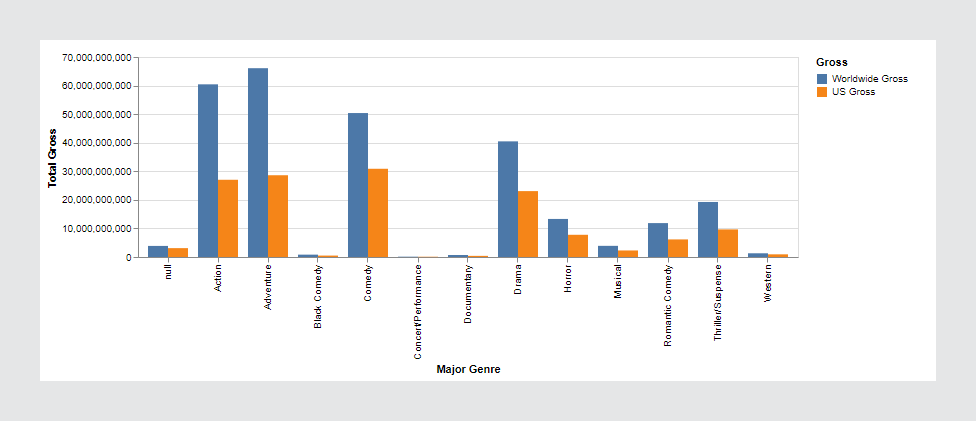 70,000,000,000
60,000,000,000
50,000,000,000
40,000,000,000
30,000,000,000
20,000,000,000
10,000,000,000
0
Total Gross
null
Action
Adventure
Black Comedy
Comedy
Concert/Performance
Documentary
Drama
Horror
Musical
Romantic Comedy
Thriller/Suspense
Western
Major Genre
Gross
Worldwide Gross
US Gross